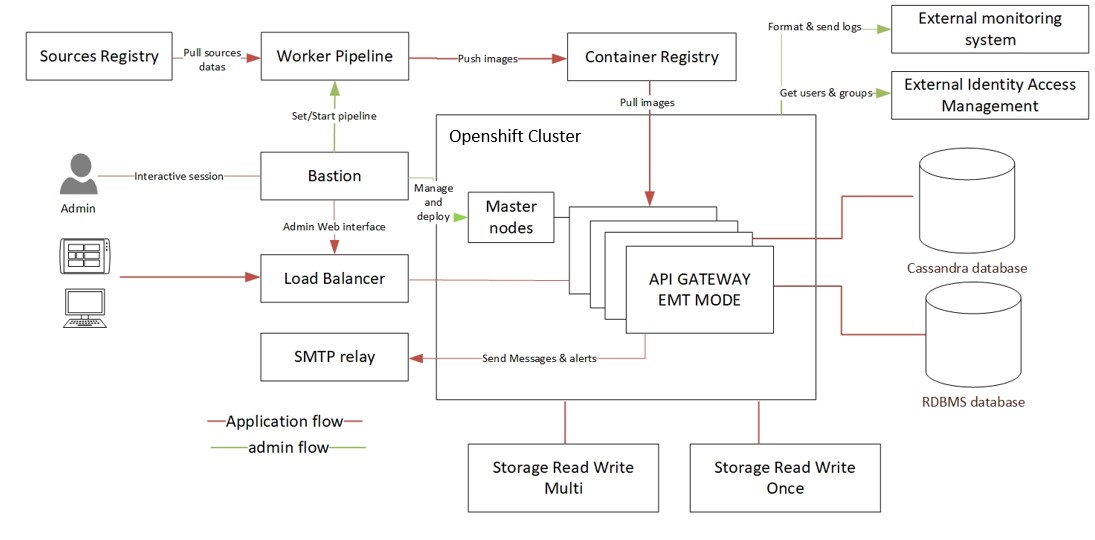 Sources Registry
Pull sources
datas
Worker Pipeline
Push images
Container Registry
Format & send logs
External monitoring
system
Get users & groups
External Identity Access
Management
Pull images
Set/Start pipeline
Openshift Cluster
Admin
Interactive session
Bastion
Manage
and
deploy
Master
nodes
Admin Web interface
Load Balancer
API GATEWAY
EMT MODE
Cassandra database
SMTP relay
Send Messages & alerts
RDBMS database
Application flow
admin flow
Storage Read Write
Multi
Storage Read Write
Once